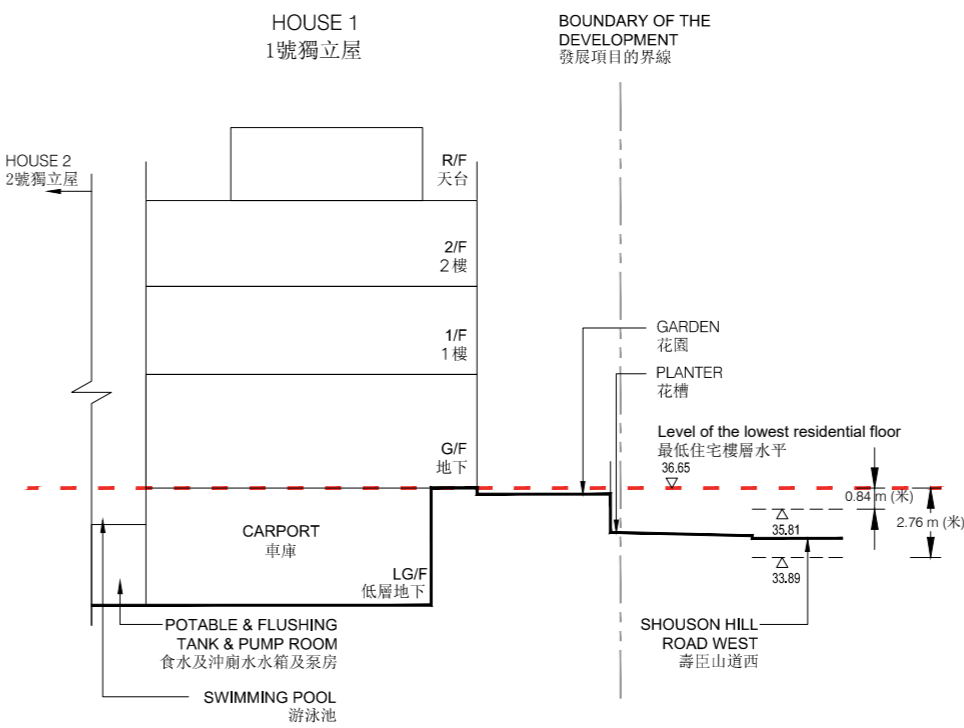 HOUSE 1
1號獨立屋
BOUNDARY OF THE
DEVELOPMENT
發展項目的界線
HOUSE 2
2號獨立屋
R/F
天台
2/F
2樓
1/F
1樓
GARDEN
花園
PLANTER
花槽
G/F
地下
Level of the lowest residential floor
最低住宅樓層水平
36.65
0.84 m (米)
35.81
2.76 m (米)
33.89
CARPORT
車庫
LG/F
低層地下
POTABLE & FLUSHING
TANK & PUMP ROOM
食水及沖廁水水箱及泵房
SHOUSON HILL
ROAD WEST
壽臣山道西
SWIMMING POOL
游泳池